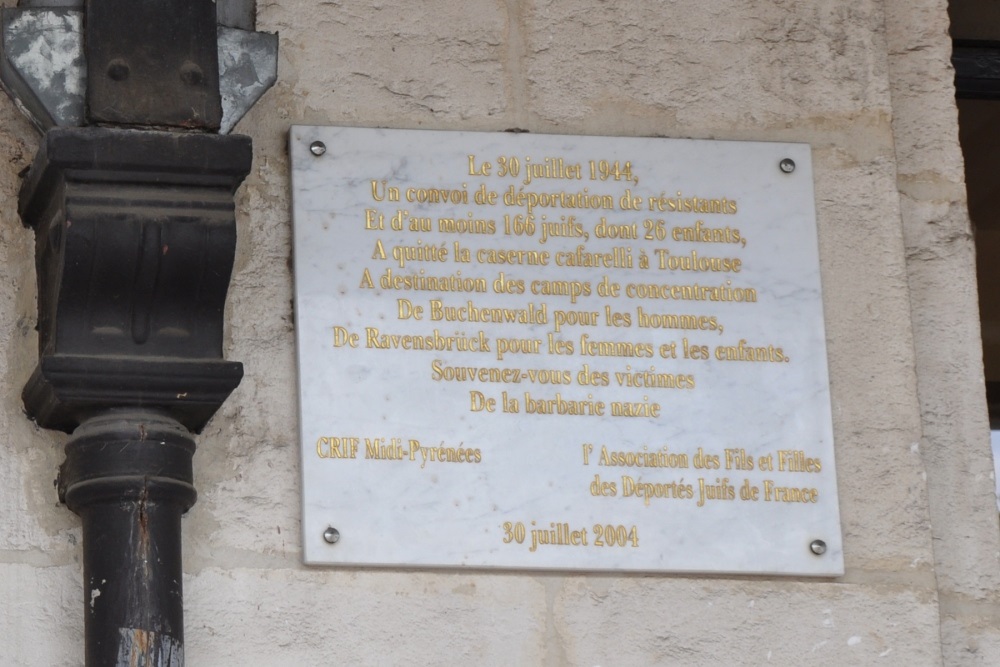 Le 30 juillet 1944,
Un convoi de déportation de résistants
Et d'au moins 166 juifs, dont 26 enfants,
A quitté la caserne cafarelli à Toulouse
A destination des camps de concentration
De Buchenwald pour les hommes,
De Ravensbrück pour les femmes et les enfants.
Souvenez-vous des victimes
De la barbarie nazie
CRIF Midi-Pyrénées
l'Association des Fils et Filles
des Déportés Juifs de France
30 juillet 2004